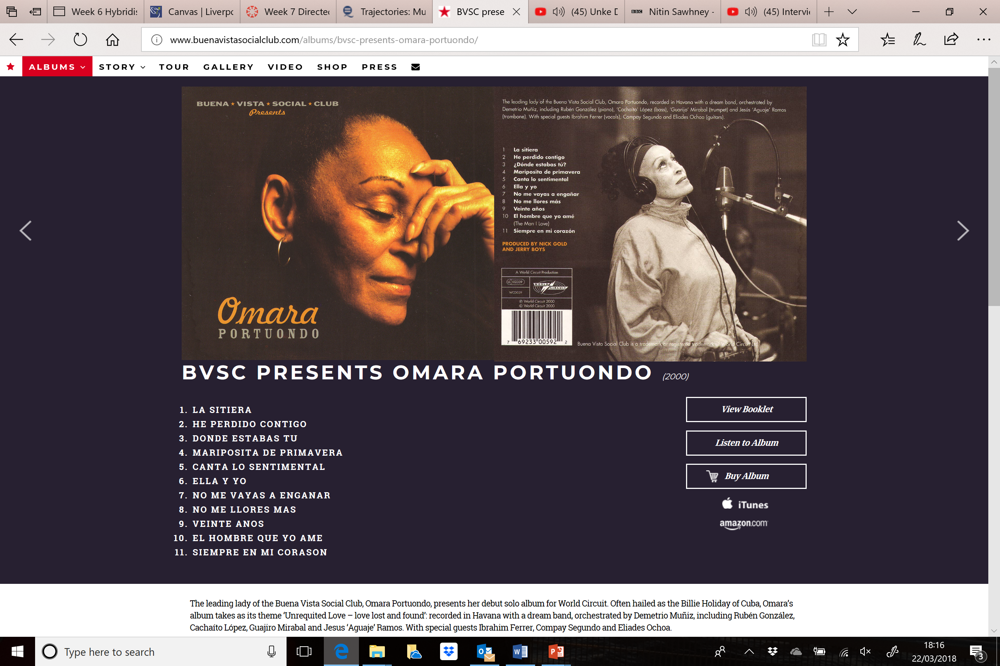 Week 6 Hybridis
Canvas | Liverpo
Week 7 Directed
Trajectories: Mu
BVSC prese
(45) Unke D
BBC
Nitin Sawhney -
(45) Intervie
www.buenavistasocialclub.com/albums/bvsc-presents-omara-portuondo/
ALBUMS
STORY
TOUR
GALLERY
VIDEO
SHOP
PRESS
BUENA ★ VISTA ★ SOCIAL ★ CLUB
Presents
Omara
PORTUONDO
The leading lady of the Buena Vista Social Club, Omara Portuondo, recorded in Havana with a dream band, orchestrated by
Demetrio Muñiz, including Rubén González (piano), 'Cachaíto' López (bass), 'Guarijo' Mirabal (trumpet) and Jesús 'Aguaje' Ramos
(trombone). With special guests Ibrahim Ferrer (vocals), Compay Segundo and Eliades Ochoa (guitars).
1 La sitiera
2 He perdido contigo
3 ¿Dónde estabas tú?
4 Mariposita de primavera
5 Canta lo sentimental
6 Ella y yo
7 No me vayas a engañar
8 No me llores más
9 Veinte años
10 El hombre que yo amé
(The Man I Love)
11 Siempre en mi corazón
PRODUCED BY NICK GOLD
AND JERRY BOYS
A World Circuit Production
LC 02339
WORLD CIRCUIT
WCD059
℗ World Circuit 2000
© World Circuit 2000
7 69233 00592 2
Buena Vista Social Club is a trademark or registered trademark of World Circuit Ltd
BVSC PRESENTS OMARA PORTUONDO (2000)
1. LA SITIERA
2. HE PERDIDO CONTIGO
3. DONDE ESTABAS TU
4. MARIPOSITA DE PRIMAVERA
5. CANTA LO SENTIMENTAL
6. ELLA Y YO
7. NO ME VAYAS A ENGANAR
8. NO ME LLORES MAS
9. VEINTE ANOS
10. EL HOMBRE QUE YO AME
11. SIEMPRE EN MI CORASON
View Booklet
Listen to Album
Buy Album
iTunes
amazon.com
The leading lady of the Buena Vista Social Club, Omara Portuondo, presents her debut solo album for World Circuit. Often hailed as the Billie Holiday of Cuba, Omara's
album takes as its theme 'Unrequited Love – love lost and found': recorded in Havana with a dream band, orchestrated by Demetrio Muñiz, including Rubén González,
Cachaíto López, Guajiro Mirabal and Jesus 'Aguaje' Ramos. With special guests Ibrahim Ferrer, Compay Segundo and Eliades Ochoa.
Type here to search
18:16
22/03/2018
3